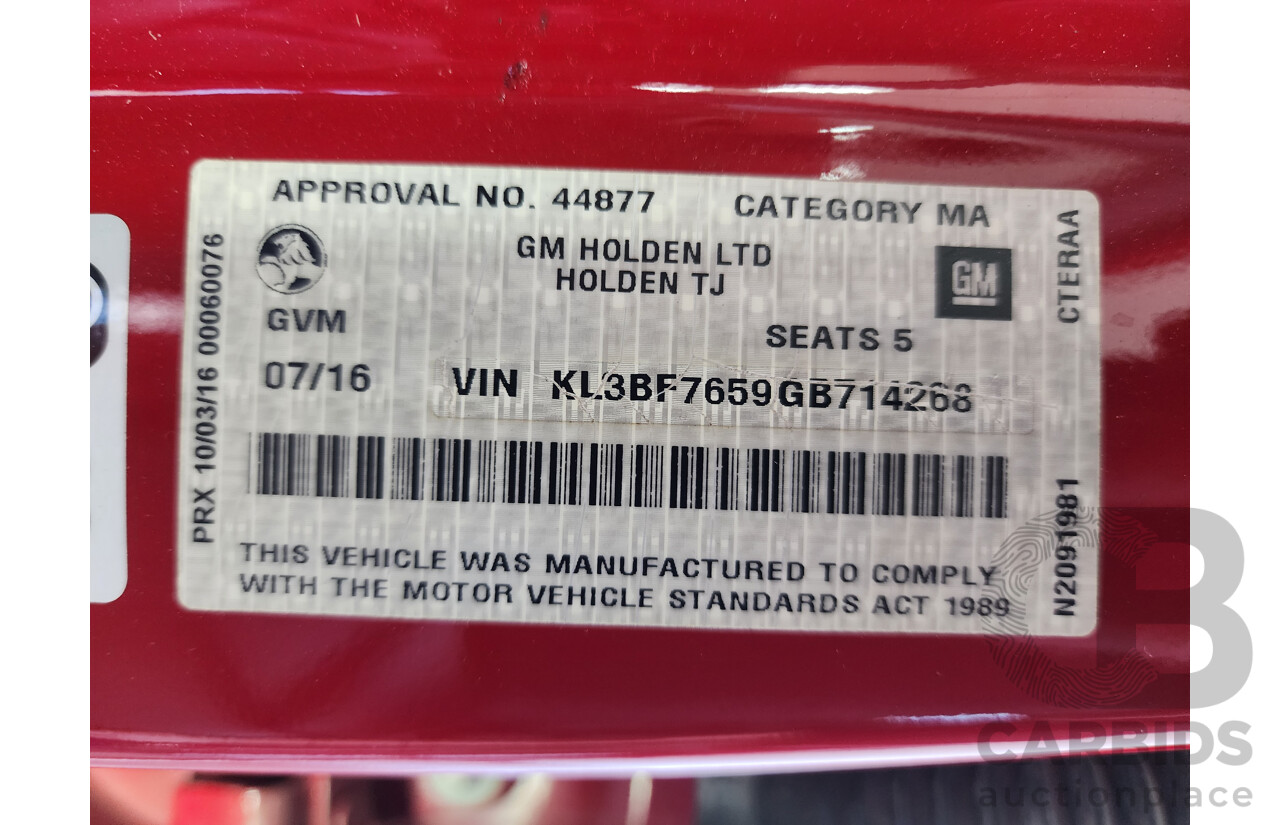 APPROVAL NO. 44877 CATEGORY MA
GM HOLDEN LTD
HOLDEN TJ
GM
GVM
SEATS 5
07/16 VIN KL3BF7659GB714268
THIS VEHICLE WAS MANUFACTURED TO COMPLY
WITH THE MOTOR VEHICLE STANDARDS ACT 1989
PRX 10/03/16 00060076
CTERAA
N2091981
CB
CARBIDS
auctionplace